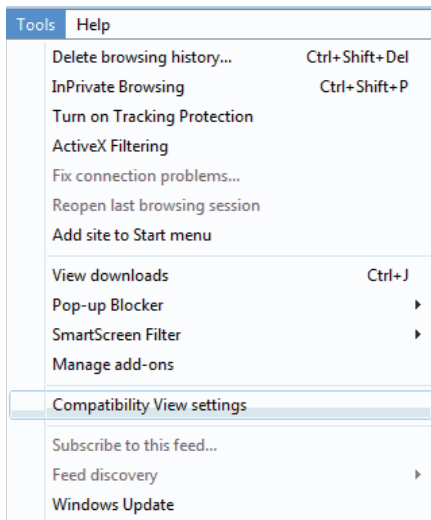 Tools Help
Delete browsing history... Ctrl+Shift+Del
InPrivate Browsing Ctrl+Shift+P
Turn on Tracking Protection
ActiveX Filtering
Fix connection problems...
Reopen last browsing session
Add site to Start menu
View downloads Ctrl+J
Pop-up Blocker
SmartScreen Filter
Manage add-ons
Compatibility View settings
Subscribe to this feed...
Feed discovery
Windows Update